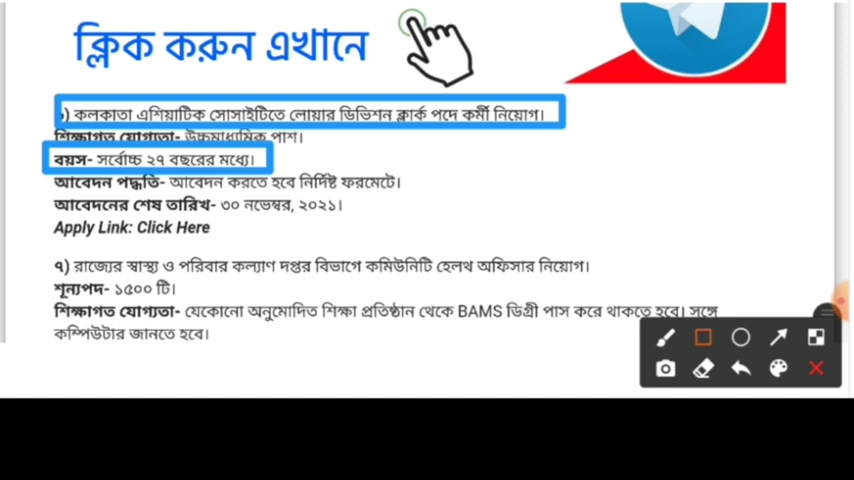 ক্লিক করুন এখানে
) কলকাতা এশিয়াটিক সোসাইটিতে লোয়ার ডিভিশন ক্লার্ক পদে কর্মী নিয়োগ।
শিক্ষাগত যোগ্যতা- উচ্চমাধ্যমিক পাশ।
বয়স- সর্বোচ্চ ২৭ বছরের মধ্যে।
আবেদন পদ্ধতি- আবেদন করতে হবে নির্দিষ্ট ফরমেটে।
আবেদনের শেষ তারিখ- ৩০ নভেম্বর, ২০২১।
Apply Link: Click Here
৭) রাজ্যের স্বাস্থ্য ও পরিবার কল্যাণ দপ্তর বিভাগে কমিউনিটি হেলথ অফিসার নিয়োগ।
শূন্যপদ- ১৫০০ টি।
শিক্ষাগত যোগ্যতা- যেকোনো অনুমোদিত শিক্ষা প্রতিষ্ঠান থেকে BAMS ডিগ্রী পাস করে থাকতে হবে। সঙ্গে
কম্পিউটার জানতে হবে।